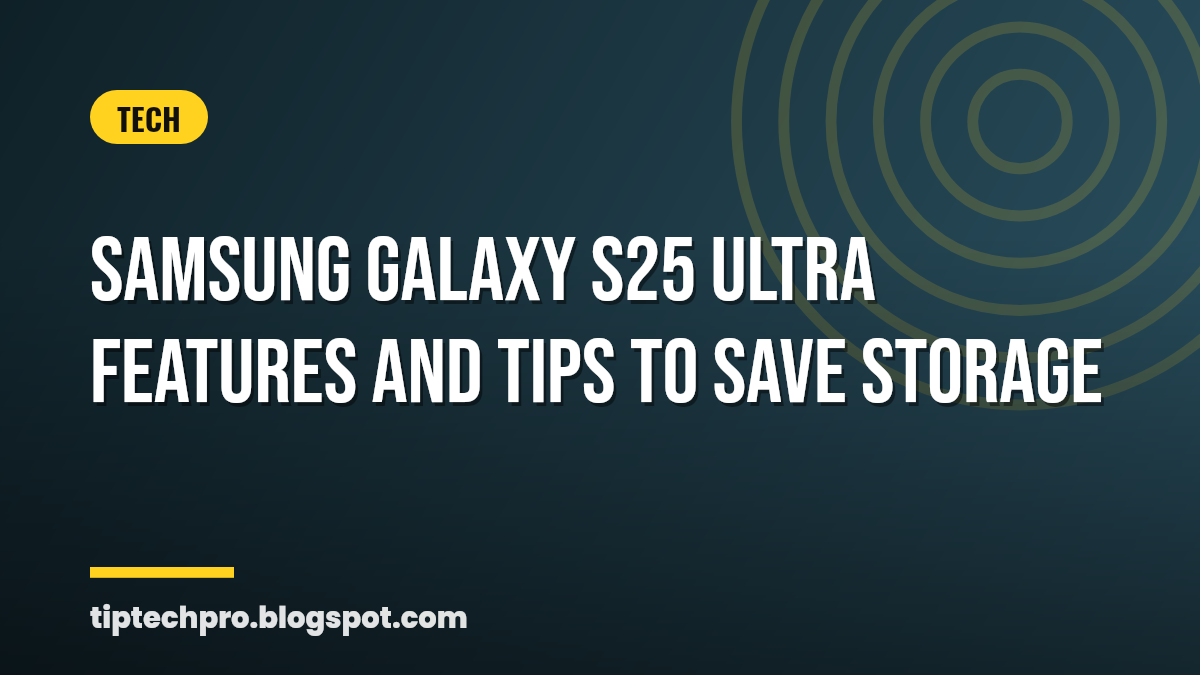 TECH
SAMSUNG GALAXY S25 ULTRA
FEATURES AND TIPS TO SAVE STORAGE
tiptechpro.blogspot.com